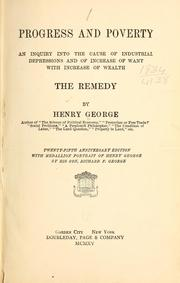 PROGRESS AND POVERTY
AN INQUIRY INTO THE CAUSE OF INDUSTRIAL
DEPRESSIONS AND OF INCREASE OF WANT
WITH INCREASE OF WEALTH
THE REMEDY
BY
HENRY GEORGE
Author of "The Science of Political Economy," "Protection or Free Trade?"
"Social Problems," "A Perplexed Philosopher," "The Condition of
Labor," "The Land Question," "Property in Land," etc.
TWENTY-FIFTH ANNIVERSARY EDITION
WITH MEDALLION PORTRAIT OF HENRY GEORGE
BY HIS SON, RICHARD F. GEORGE
GARDEN CITY NEW YORK
DOUBLEDAY, PAGE & COMPANY
MCMXV